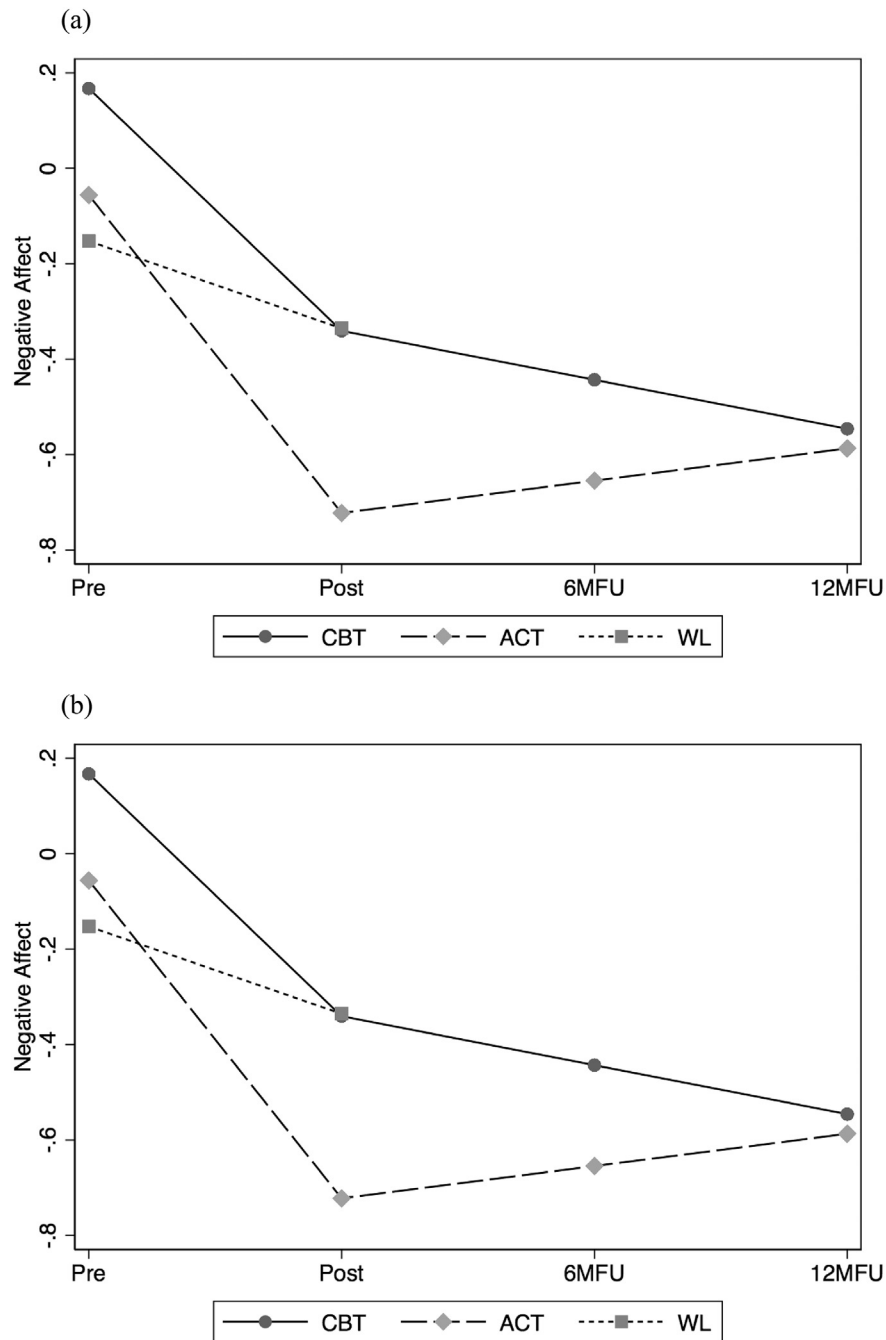 (a)
.2
0
-.2
-.4
-.6
-.8
Negative Affect
Pre Post 6MFU 12MFU
CBT ACT WL
(b)
.2
0
-.2
-.4
-.6
-.8
Negative Affect
Pre Post 6MFU 12MFU
CBT ACT WL